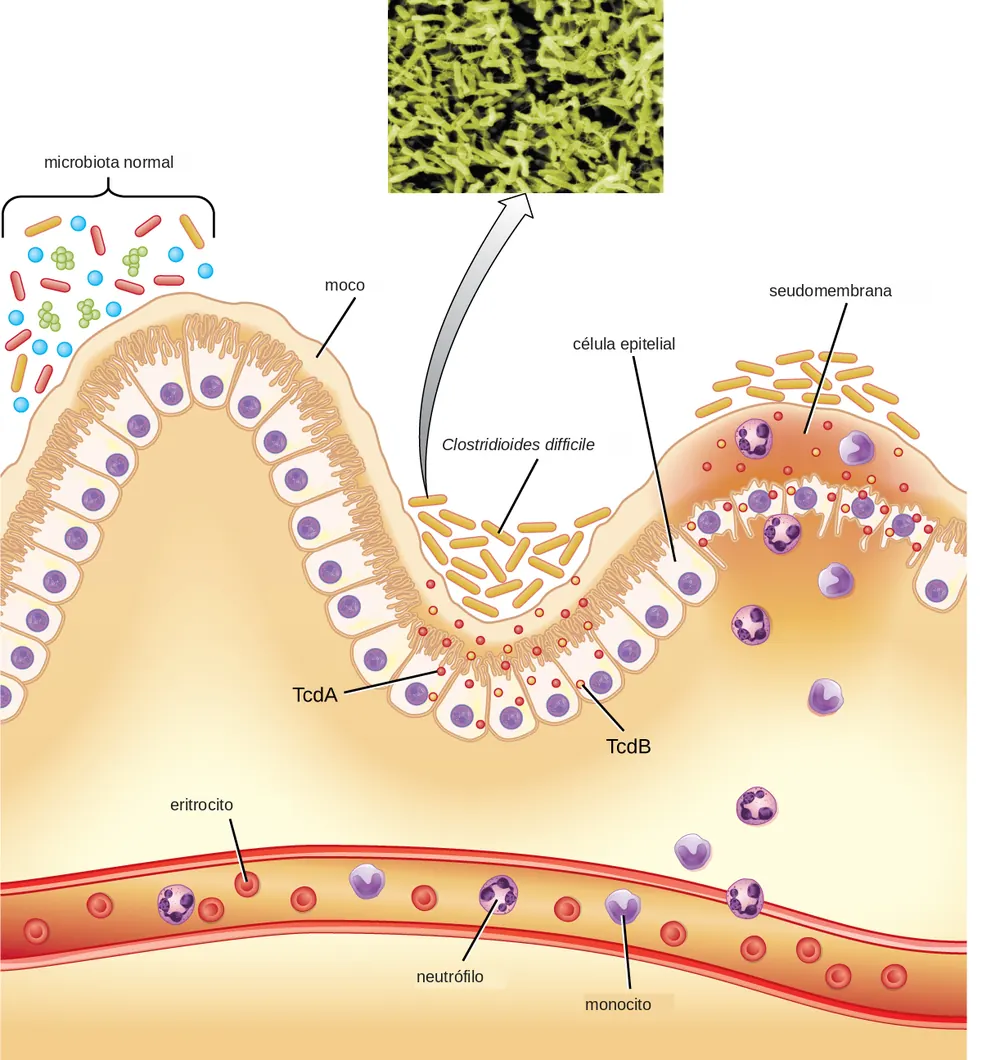 microbiota normal
moco
seudomembrana
célula epitelial
Clostridioides difficile
TcdA
TcdB
eritrocito
neutrófilo
monocito